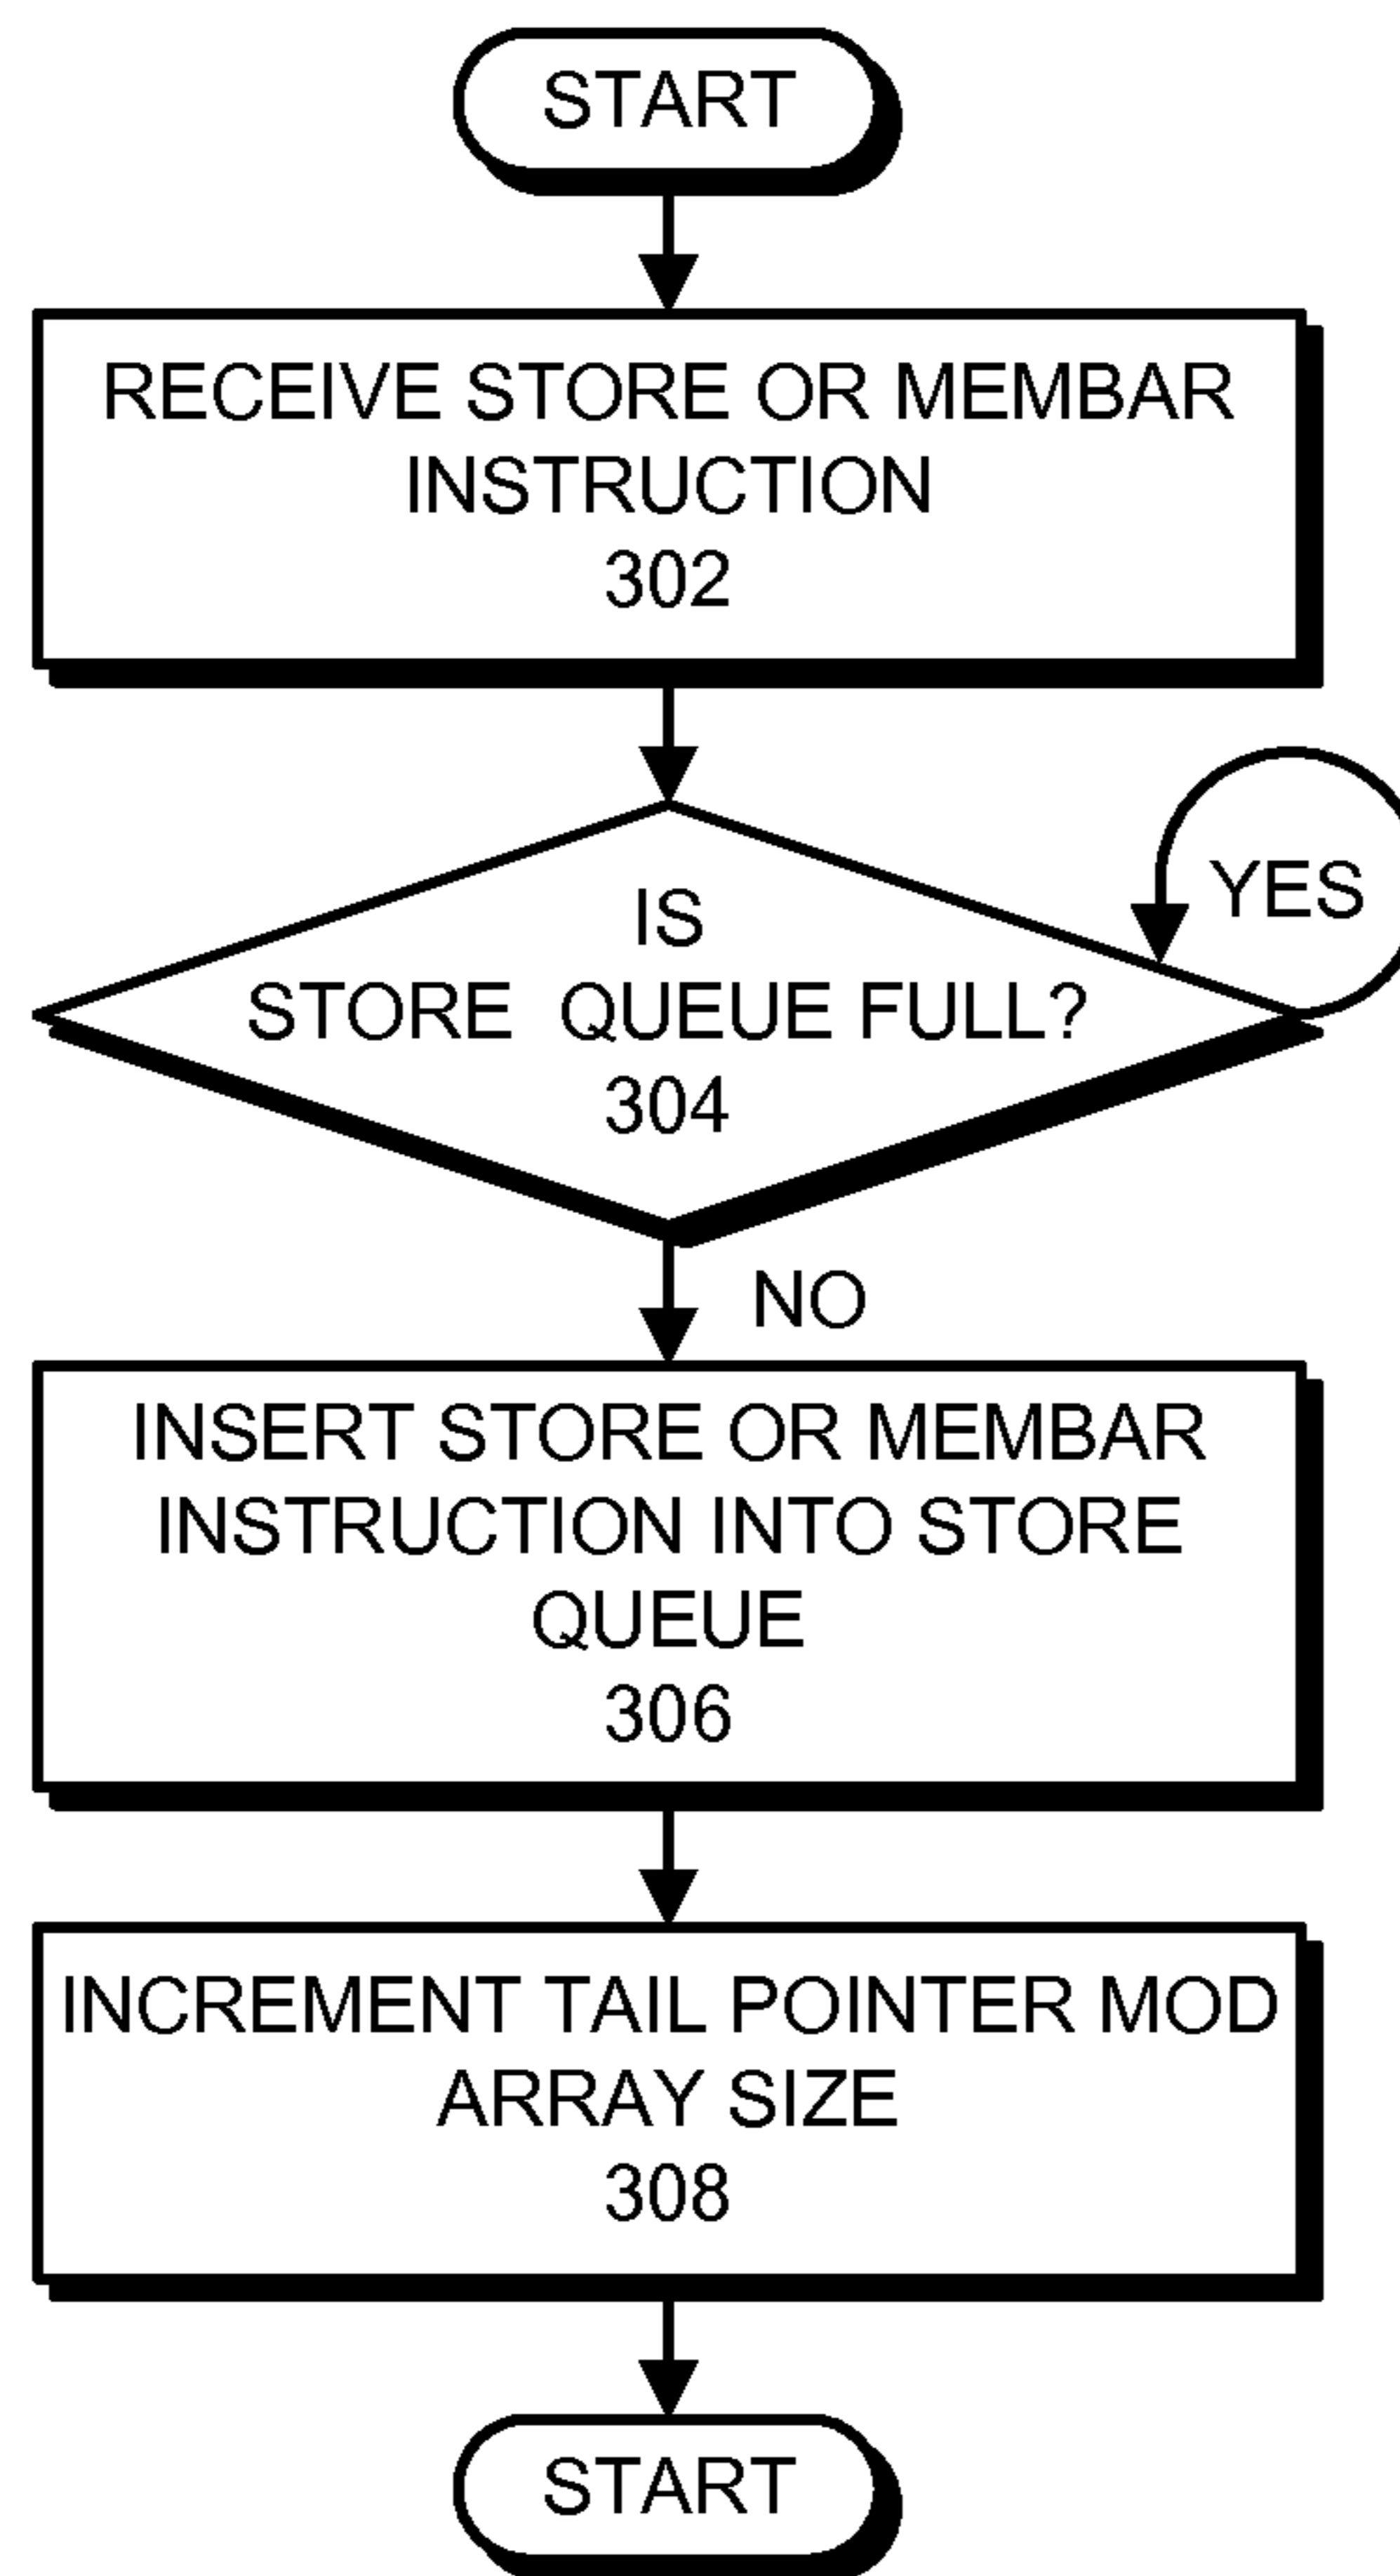 START
RECEIVE STORE OR MEMBAR
INSTRUCTION
302
IS
STORE QUEUE FULL?
304
YES
NO
INSERT STORE OR MEMBAR
INSTRUCTION INTO STORE
QUEUE
306
INCREMENT TAIL POINTER MOD
ARRAY SIZE
308
START